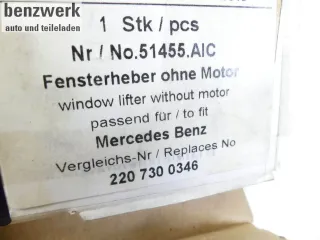 benzwerk
auto und teileladen
1 Stk / pcs
Nr / No.51455.AIC
Fensterheber ohne Motor
window lifter without motor
passend für / to fit
Mercedes Benz
Vergleichs-Nr / Replaces No
220 730 0346